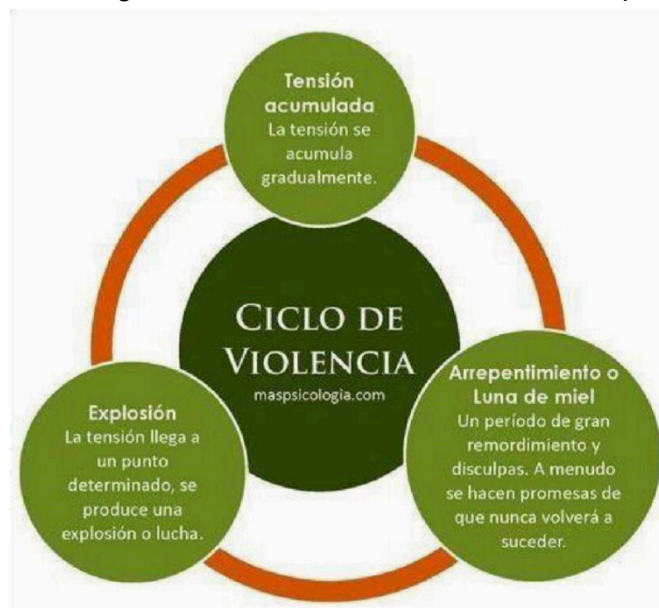 Tensión
acumulada
La tensión se
acumula
gradualmente.
CICLO DE
VIOLENCIA
maspsicologia.com
Explosión
La tensión llega a
un punto
determinado, se
produce una
explosión o lucha.
Arrepentimiento o
Luna de miel
Un período de gran
remordimiento y
disculpas. A menudo
se hacen promesas de
que nunca volverá a
suceder.